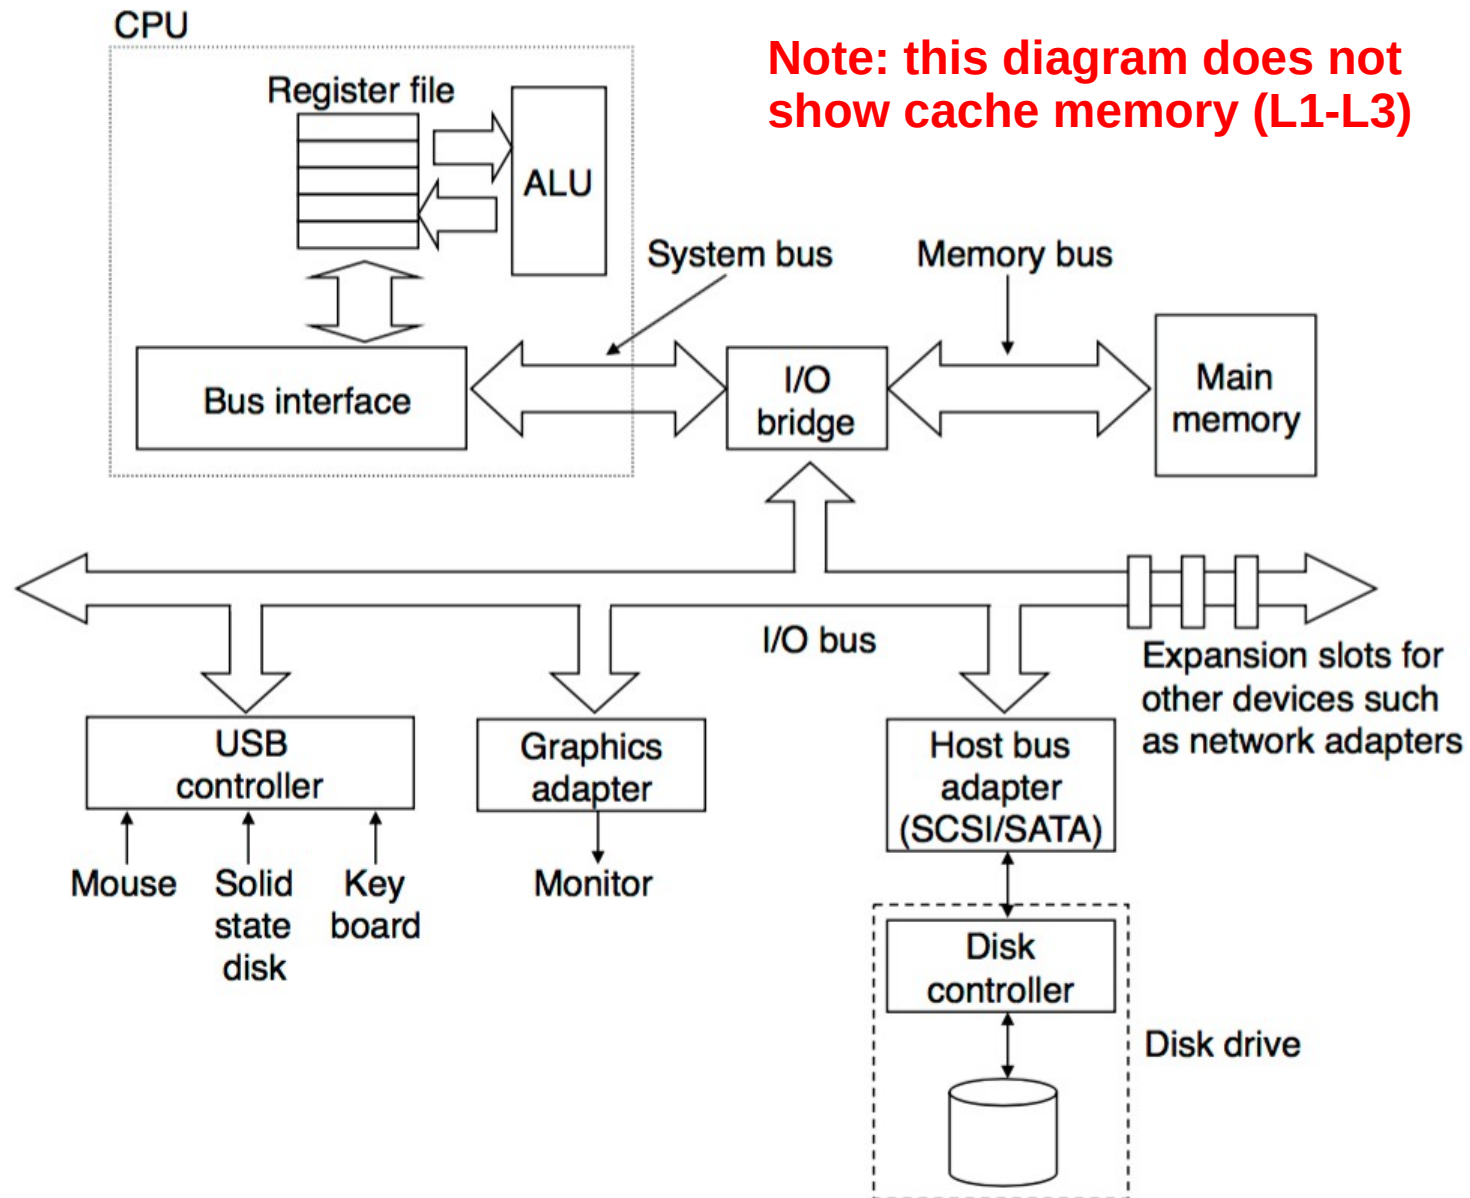 CPU
Note: this diagram does not
show cache memory (L1-L3)
Register file
ALU
System bus
Memory bus
Bus interface
I/O
bridge
Main
memory
I/O bus
Expansion slots for
other devices such
as network adapters
USB
controller
Graphics
adapter
Host bus
adapter
(SCSI/SATA)
Mouse
Solid
state
disk
Key
board
Monitor
Disk
controller
Disk drive